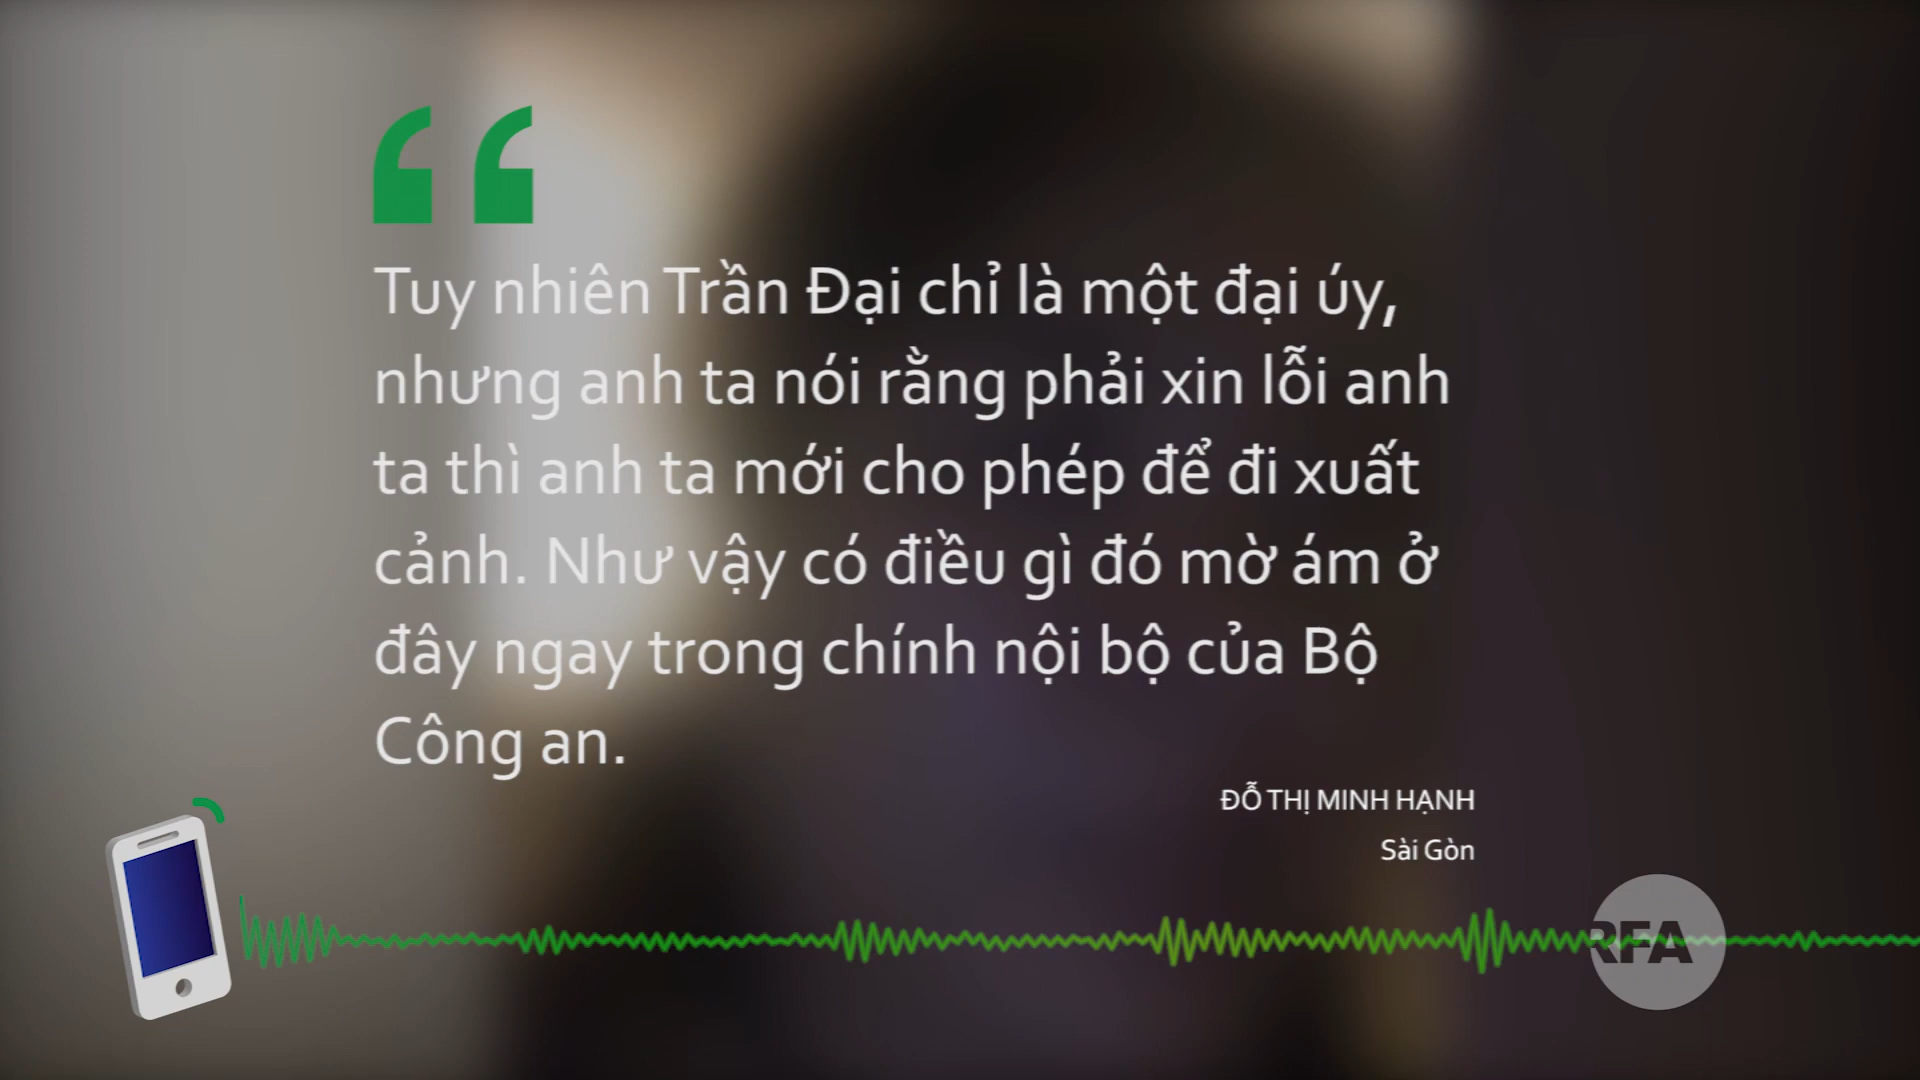 Tuy nhiên Trần Đại chỉ là một đại úy,
nhưng anh ta nói rằng phải xin lỗi anh
ta thì anh ta mới cho phép để đi xuất
cảnh. Như vậy có điều gì đó mờ ám ở
đây ngay trong chính nội bộ của Bộ
Công an.
ĐỖ THỊ MINH HẠNH
Sài Gòn
RFA